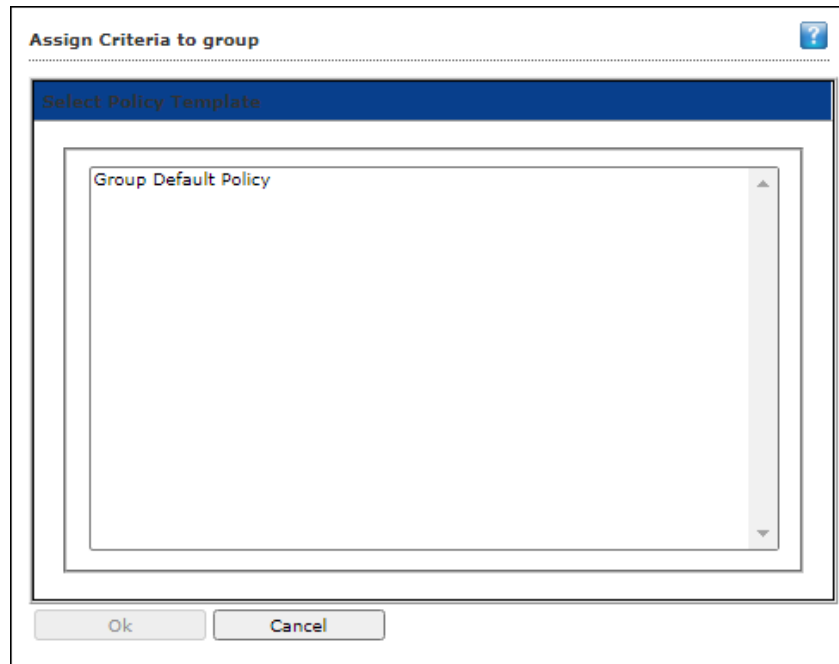 Assign Criteria to group
?
Select Policy Template
Group Default Policy
Ok
Cancel